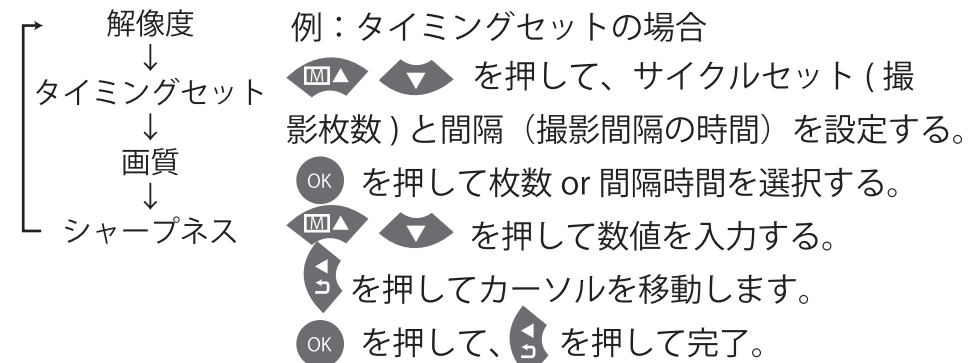 解像度
↓
タイミングセット
↓
画質
↓
シャープネス
例：タイミングセットの場合
M▲ ▼ を押して、サイクルセット ( 撮
影枚数 ) と間隔（撮影間隔の時間）を設定する。
OK を押して枚数 or 間隔時間を選択する。
M▲ ▼ を押して数値を入力する。
◀ ⮌ を押してカーソルを移動します。
OK を押して、◀ ⮌ を押して完了。